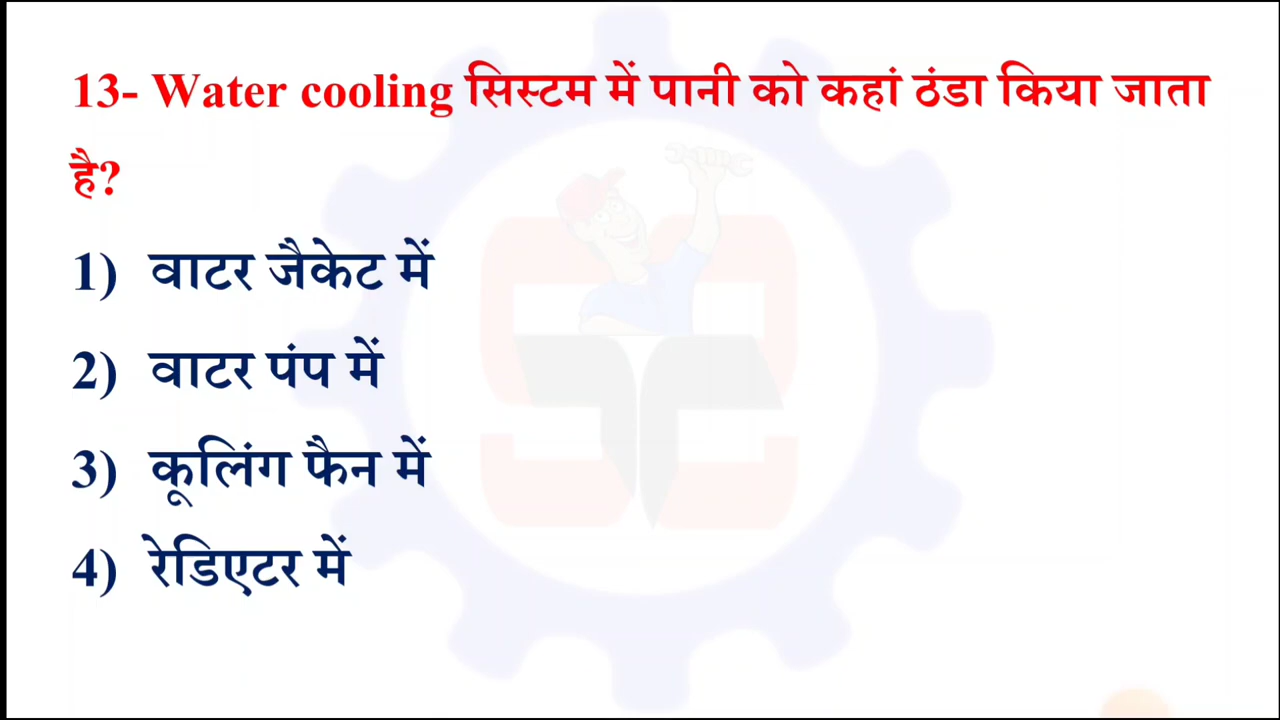 13- Water cooling सिस्टम में पानी को कहां ठंडा किया जाता
है?
1) वाटर जैकेट में
2) वाटर पंप में
3) कूलिंग फैन में
4) रेडिएटर में